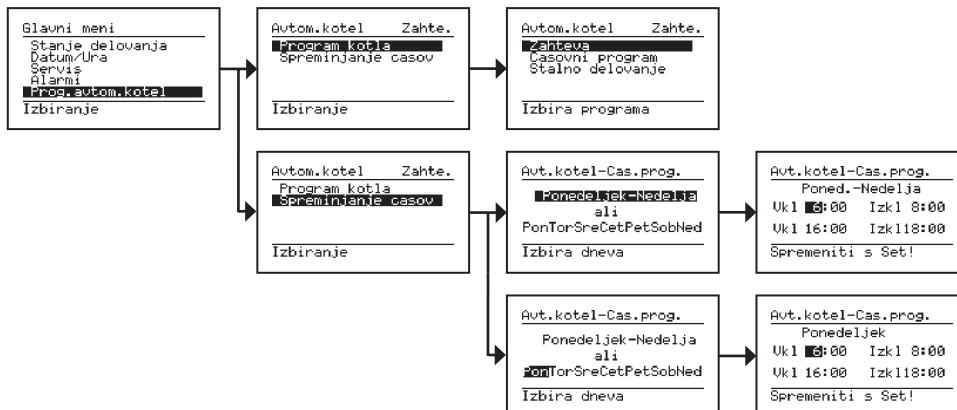 Glavni meni
Stanje delovanja
Datum/Ura
Servis
Alarmi
Prog.avtom.kotel
Izbiranje
Avtom.kotel Zahte.
Program kotla
Spreminjanje casov
Izbiranje
Avtom.kotel Zahte.
Zahteva
Casovni program
Stalno delovanje
Izbira programa
Avtom.kotel Zahte.
Program kotla
Spreminjanje casov
Izbiranje
Avt.kotel-Cas.prog.
Ponedeljek-Nedelja
ali
PonTorSreCetPetSobNed
Izbira dneva
Avt.kotel-Cas.prog.
Poned.-Nedelja
Vkl 6:00 Izkl 8:00
Vkl 16:00 Izkl18:00
Spremeniti s Set!
Avt.kotel-Cas.prog.
Ponedeljek-Nedelja
ali
PonTorSreCetPetSobNed
Izbira dneva
Avt.kotel-Cas.prog.
Ponedeljek
Vkl 6:00 Izkl 8:00
Vkl 16:00 Izkl18:00
Spremeniti s Set!